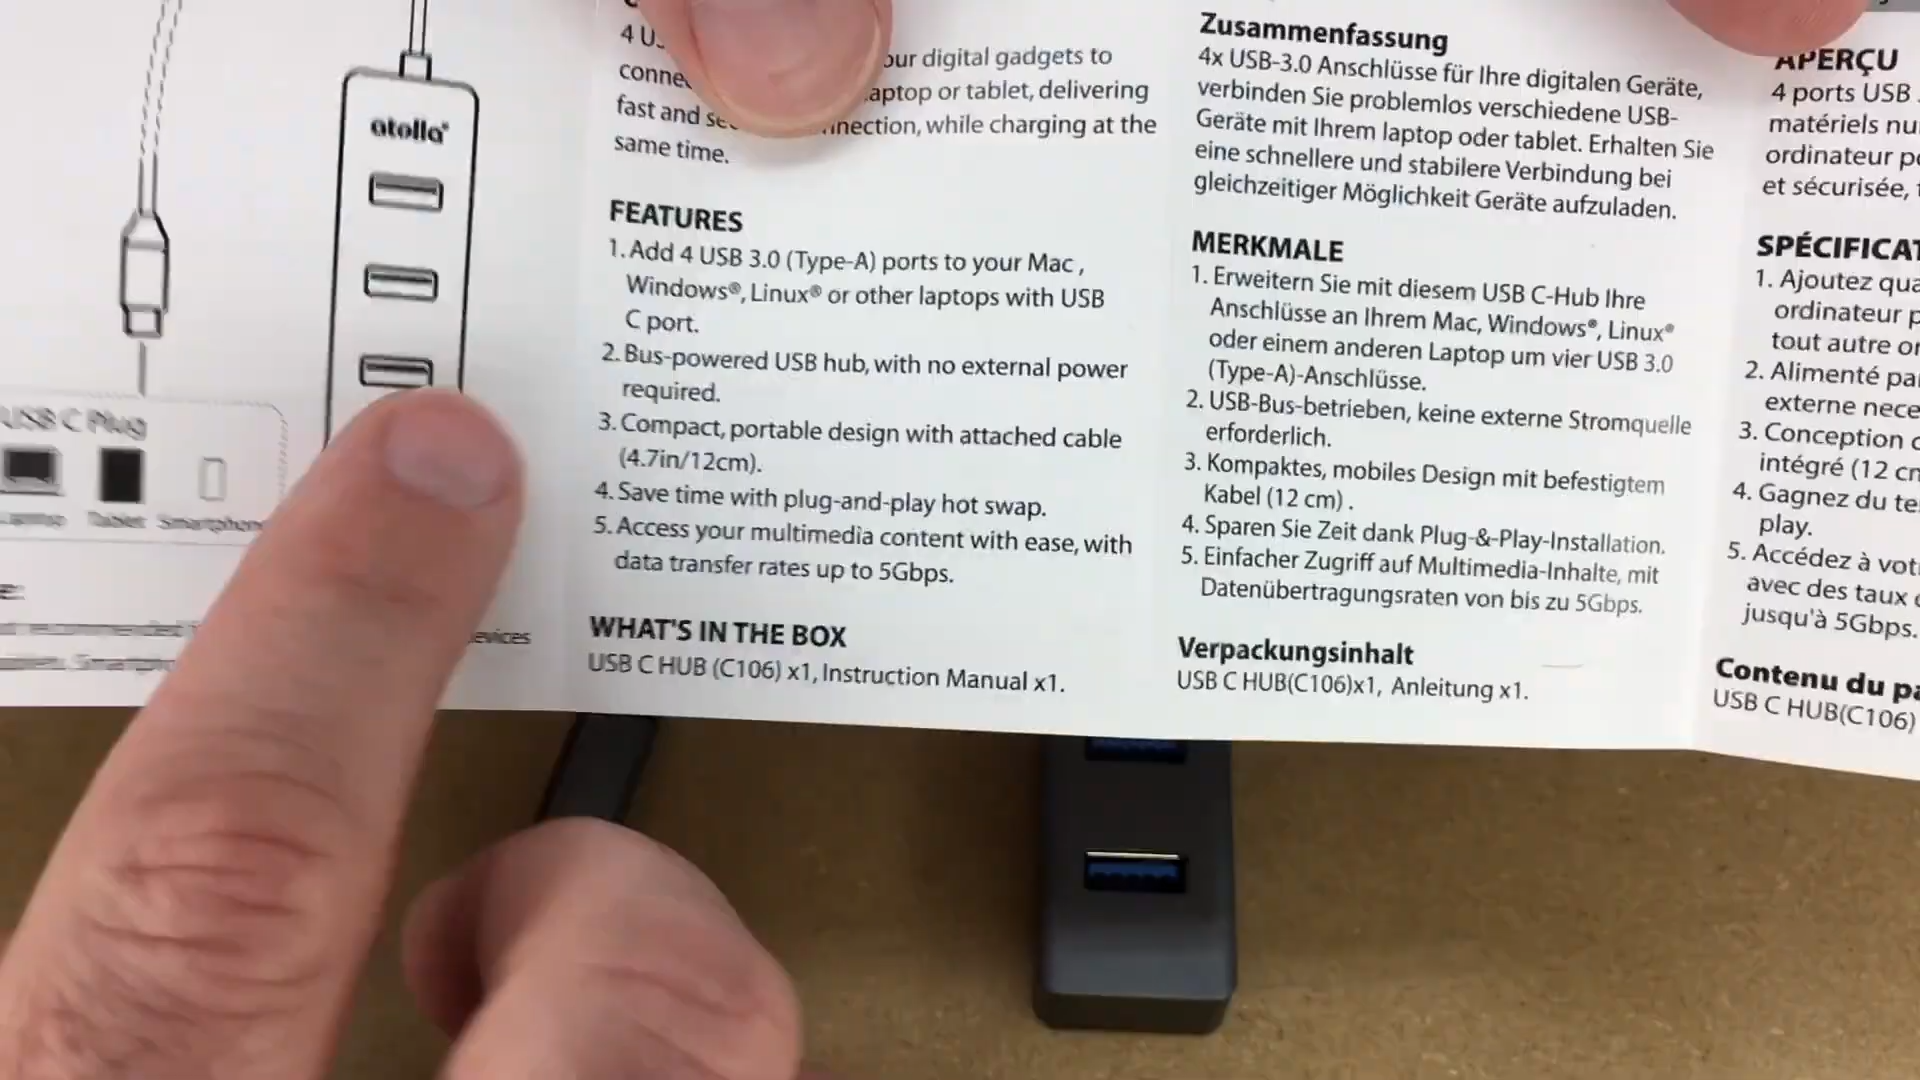 atolla
USB C Plug
Tablet
Smartphone
evices
4 U
our digital gadgets to
conne
aptop or tablet, delivering
fast and se
nnection, while charging at the
same time.
FEATURES
1. Add 4 USB 3.0 (Type-A) ports to your Mac ,
Windows®, Linux® or other laptops with USB
C port.
2. Bus-powered USB hub, with no external power
required.
3. Compact, portable design with attached cable
(4.7in/12cm).
4. Save time with plug-and-play hot swap.
5. Access your multimedia content with ease, with
data transfer rates up to 5Gbps.
WHAT'S IN THE BOX
USB C HUB (C106) x1, Instruction Manual x1.
Zusammenfassung
4x USB-3.0 Anschlüsse für Ihre digitalen Geräte,
verbinden Sie problemlos verschiedene USB-
Geräte mit Ihrem laptop oder tablet. Erhalten Sie
eine schnellere und stabilere Verbindung bei
gleichzeitiger Möglichkeit Geräte aufzuladen.
MERKMALE
1. Erweitern Sie mit diesem USB C-Hub Ihre
Anschlüsse an Ihrem Mac, Windows®, Linux®
oder einem anderen Laptop um vier USB 3.0
(Type-A)-Anschlüsse.
2. USB-Bus-betrieben, keine externe Stromquelle
erforderlich.
3. Kompaktes, mobiles Design mit befestigtem
Kabel (12 cm) .
4. Sparen Sie Zeit dank Plug-&-Play-Installation.
5. Einfacher Zugriff auf Multimedia-Inhalte, mit
Datenübertragungsraten von bis zu 5Gbps.
Verpackungsinhalt
USB C HUB(C106)x1, Anleitung x1.
APERÇU
4 ports USB
matériels nu
ordinateur p
et sécurisée,
SPÉCIFICAT
1. Ajoutez qua
ordinateur p
tout autre or
2. Alimenté pa
externe nece
3. Conception
intégré (12 cm
4. Gagnez du te
play.
5. Accédez à vot
avec des taux
jusqu'à 5Gbps.
Contenu du pa
USB C HUB(C106)